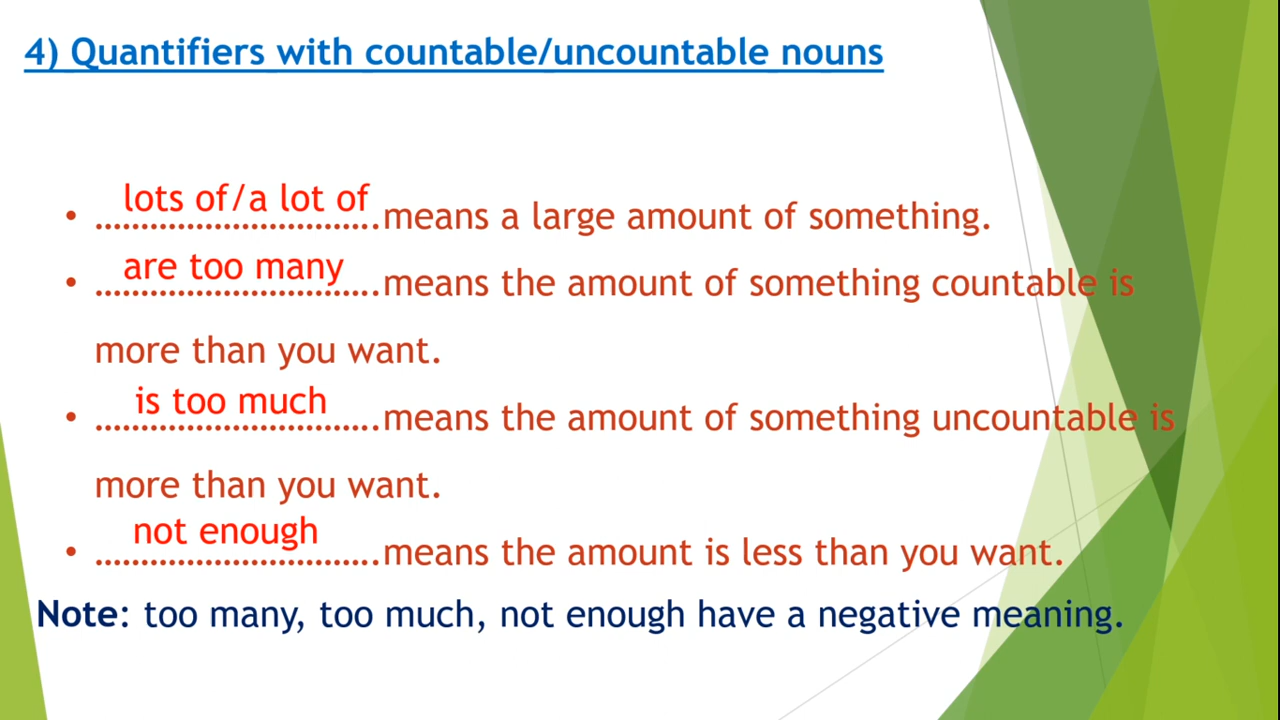 4) Quantifiers with countable/uncountable nouns
lots of/a lot of
• …………………………….means a large amount of something.
are too many
• …………………………….means the amount of something countable is
more than you want.
is too much
• …………………………….means the amount of something uncountable is
more than you want.
not enough
• …………………………….means the amount is less than you want.
Note: too many, too much, not enough have a negative meaning.